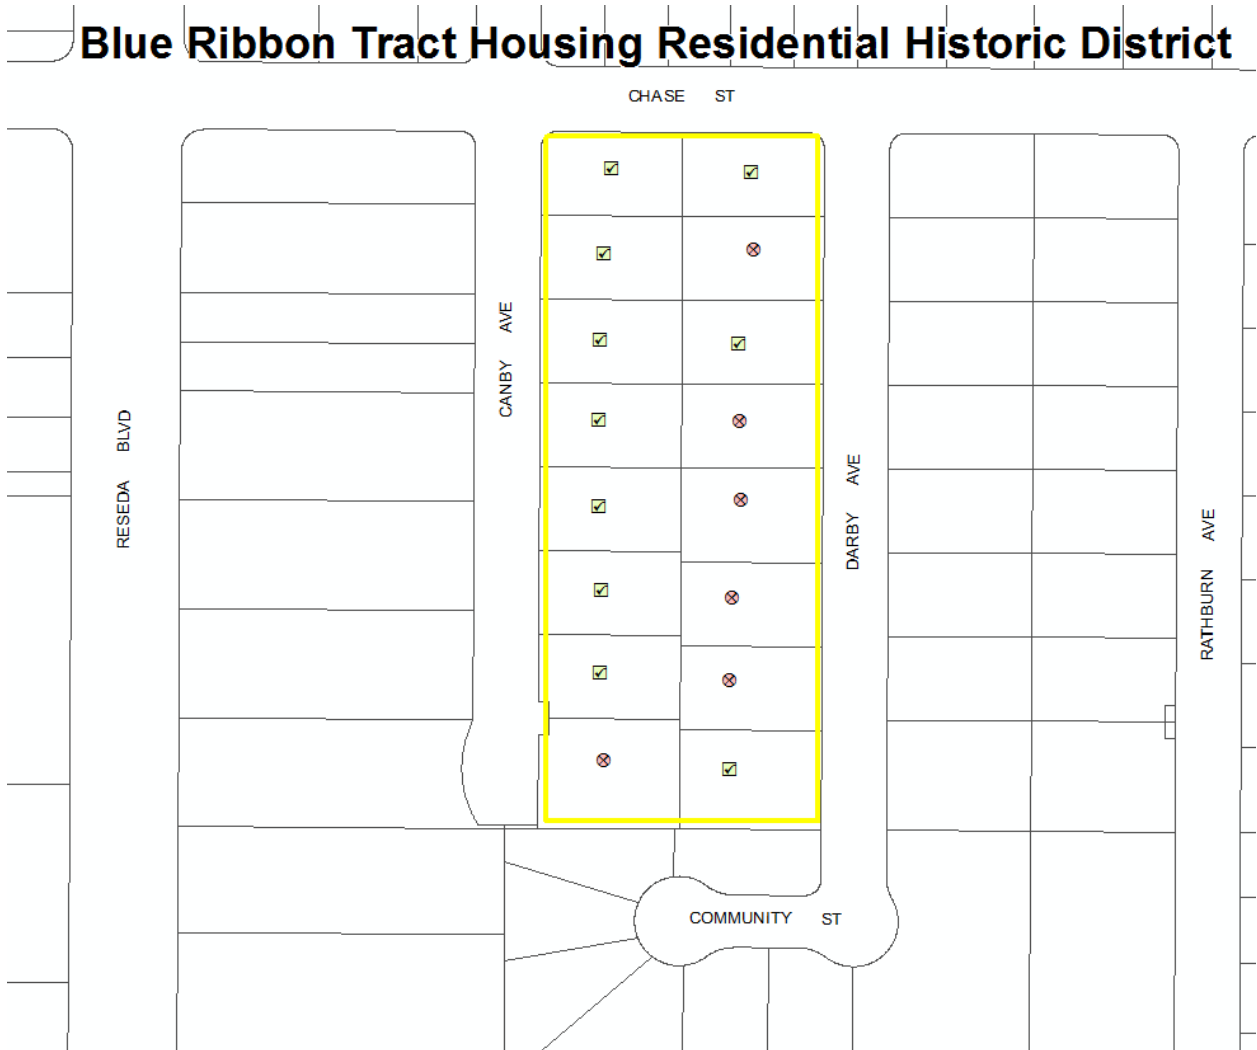 Blue Ribbon Tract Housing Residential Historic District
CHASE ST
CANBY AVE
RESEDA BLVD
DARBY AVE
RATHBURN AVE
COMMUNITY ST